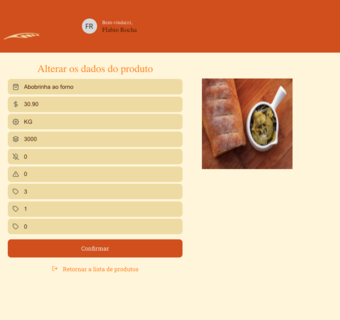 FR
Bem vindo(a),
Flabio Rocha
Alterar os dados do produto
Abobrinha ao forno
30.90
KG
3000
0
0
3
1
0
Confirmar
Retornar a lista de produtos